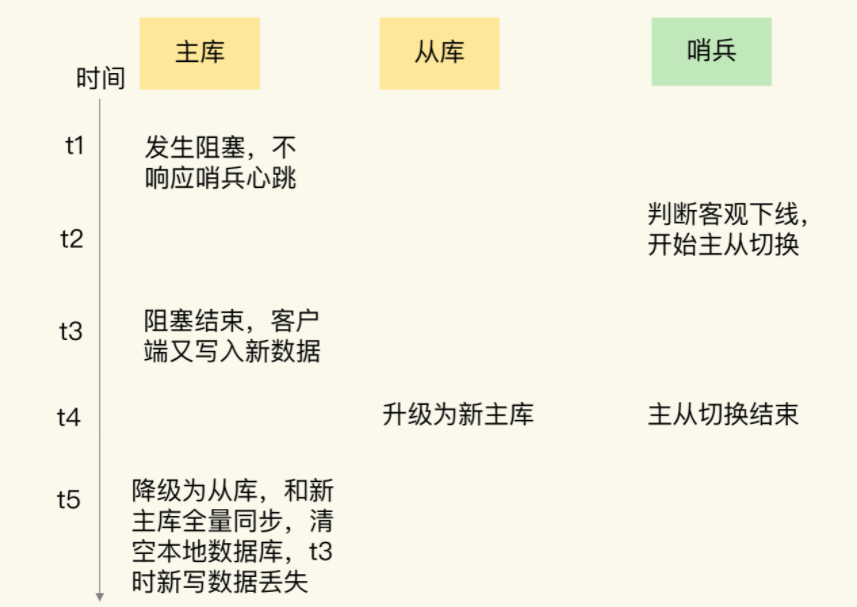 主库
从库
哨兵
时间
t1
发生阻塞，不
响应哨兵心跳
t2
判断客观下线，
开始主从切换
t3
阻塞结束，客户
端又写入新数据
t4
升级为新主库
主从切换结束
t5
降级为从库，和新
主库全量同步，清
空本地数据库，t3
时新写数据丢失